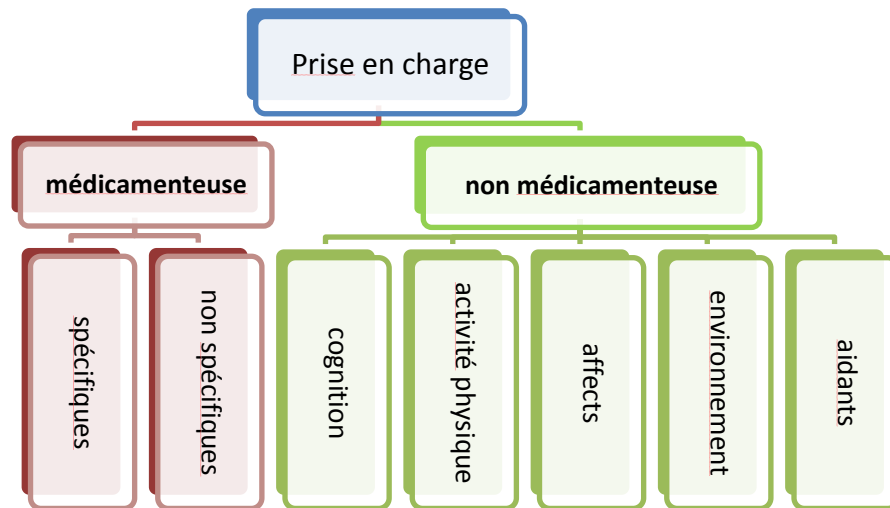 Prise en charge
médicamenteuse
non médicamenteuse
spécifiques
non spécifiques
cognition
activité physique
affects
environnement
aidants